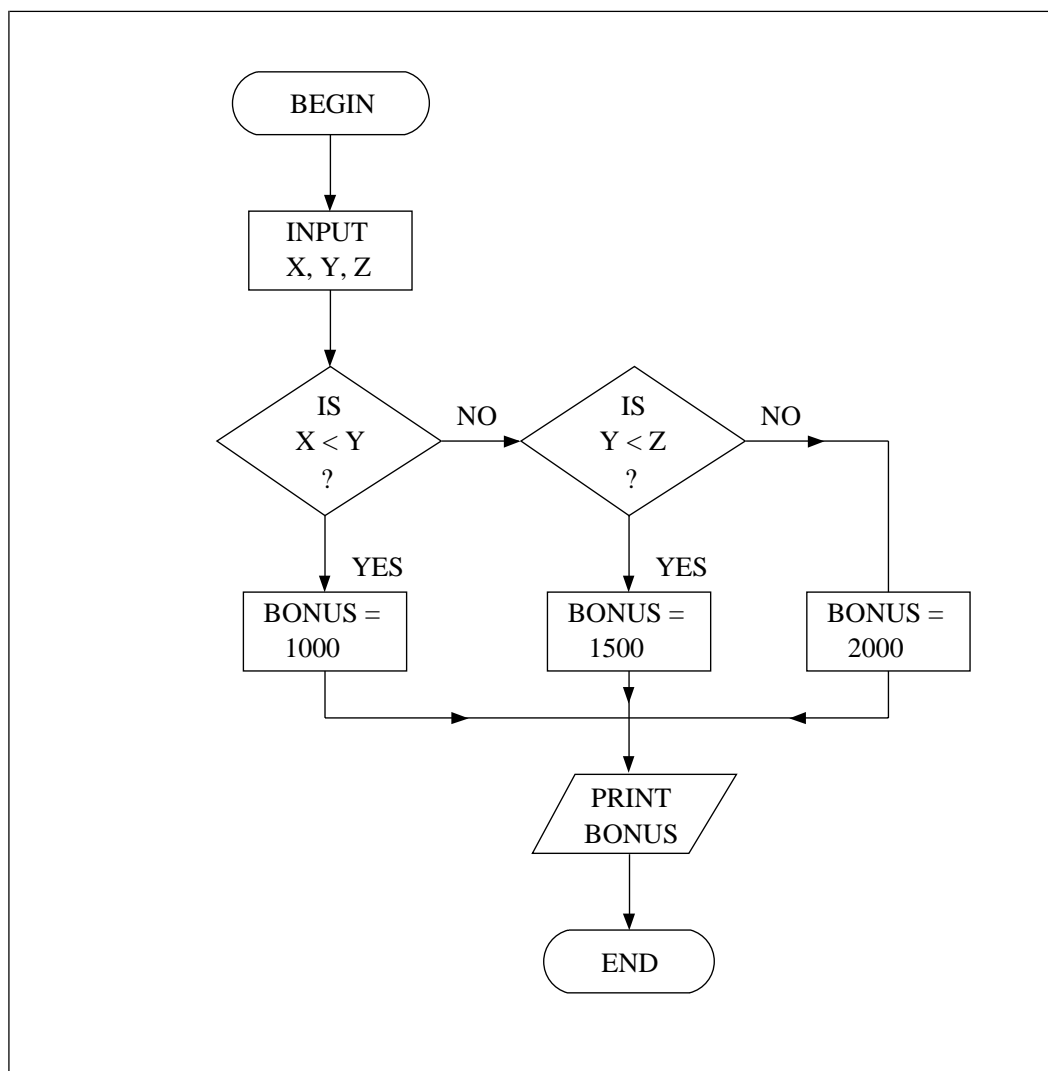 BEGIN
INPUT
X, Y, Z
IS
X < Y
?
NO
IS
Y < Z
?
NO
YES
YES
BONUS =
1000
BONUS =
1500
BONUS =
2000
PRINT
BONUS
END